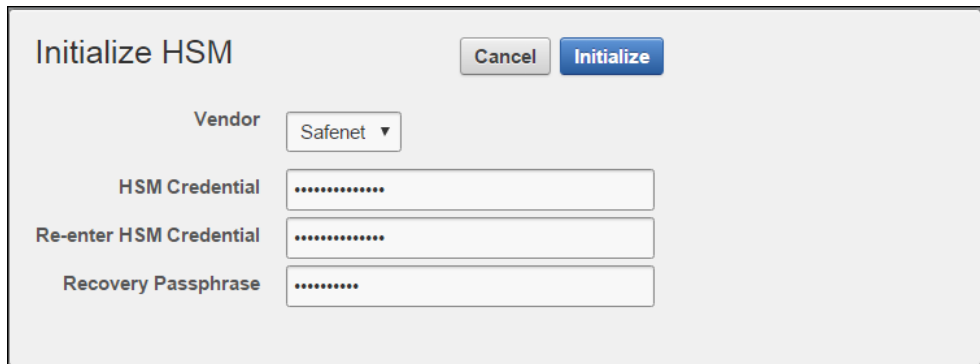 Initialize HSM
Cancel
Initialize
Vendor
Safenet
HSM Credential
••••••••••••••
Re-enter HSM Credential
••••••••••••••
Recovery Passphrase
••••••••••